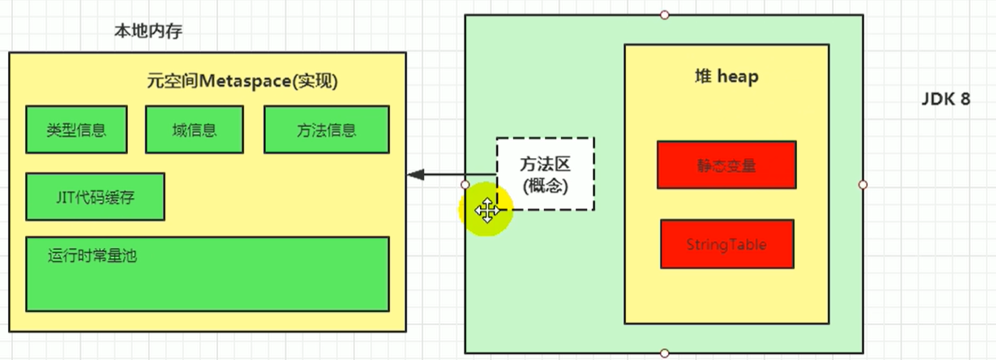 本地内存
元空间Metaspace(实现)
类型信息
域信息
方法信息
JIT代码缓存
运行时常量池
方法区
(概念)
堆 heap
静态变量
StringTable
JDK 8